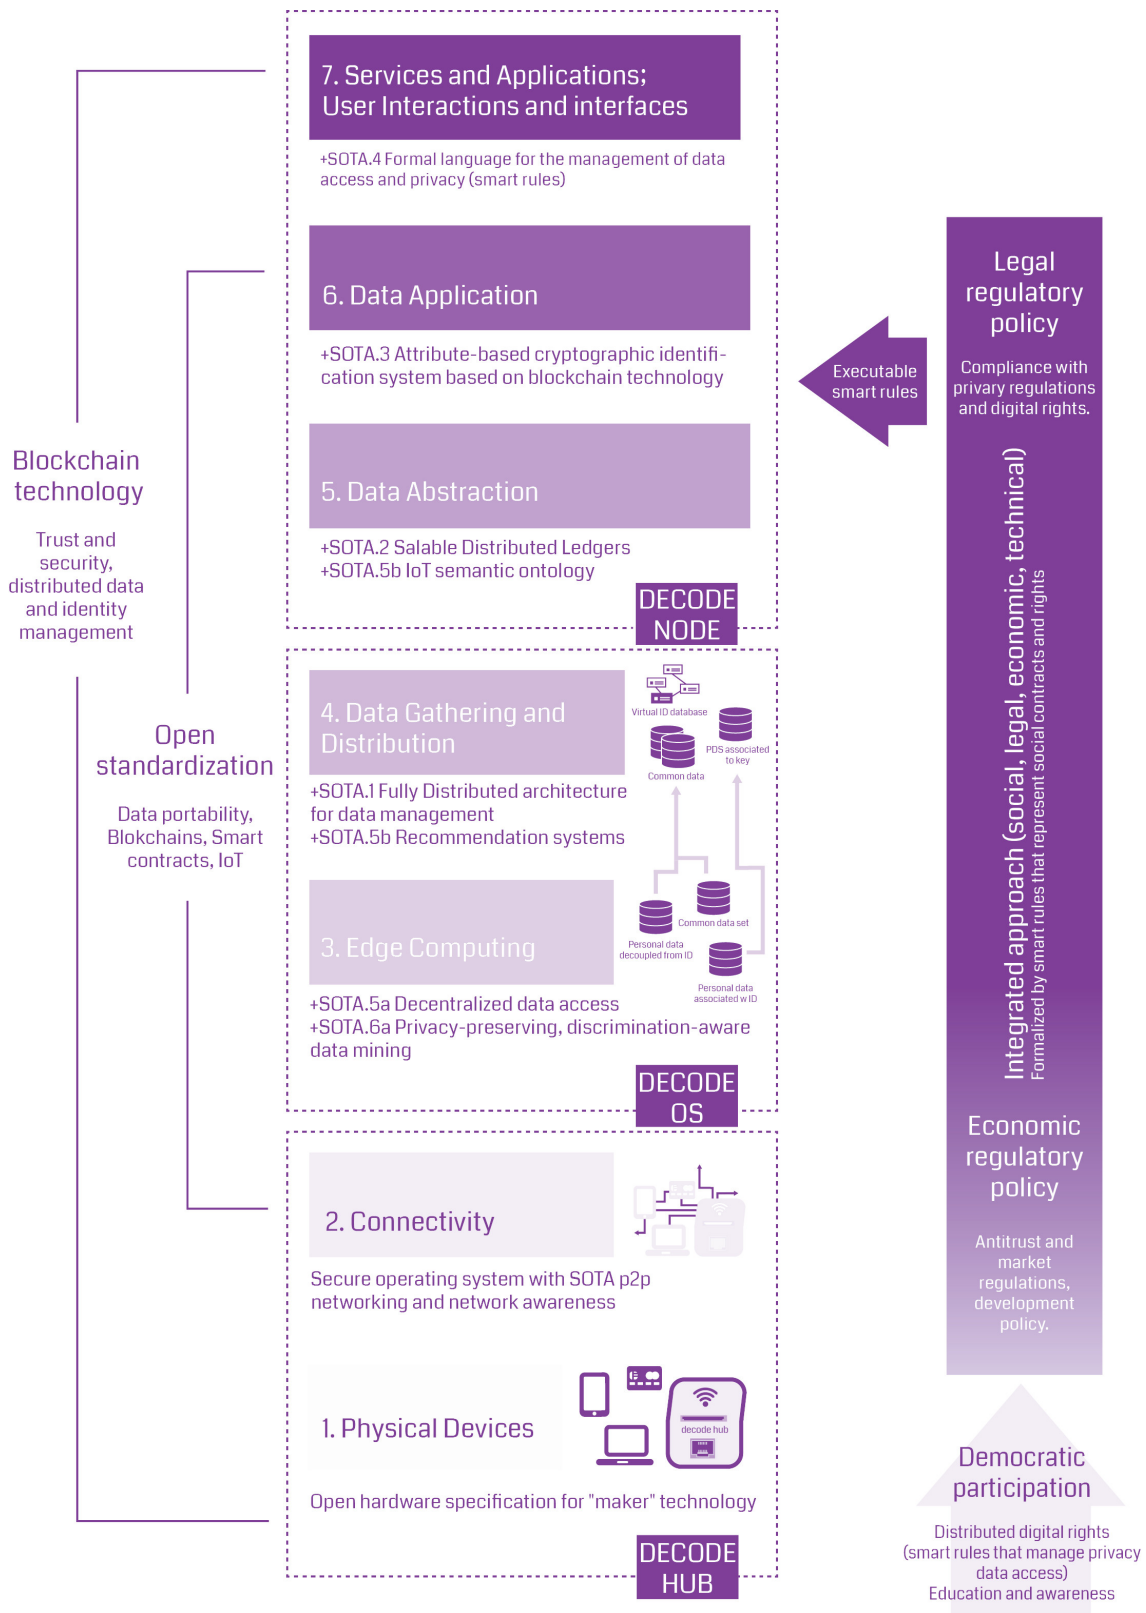 7. Services and Applications;
User Interactions and interfaces
+SOTA.4 Formal language for the management of data
access and privacy (smart rules)
6. Data Application
+SOTA.3 Attribute-based cryptographic identifi-
cation system based on blockchain technology
5. Data Abstraction
+SOTA.2 Salable Distributed Ledgers
+SOTA.5b IoT semantic ontology
DECODE
NODE
4. Data Gathering and
Distribution
+SOTA.1 Fully Distributed architecture
for data management
+SOTA.5b Recommendation systems
Virtual ID database
PDS associated
to key
Common data
3. Edge Computing
+SOTA.5a Decentralized data access
+SOTA.6a Privacy-preserving, discrimination-aware
data mining
Common data set
Personal data
decoupled from ID
Personal data
associated w ID
DECODE
OS
2. Connectivity
Secure operating system with SOTA p2p
networking and network awareness
1. Physical Devices
decode hub
Open hardware specification for "maker" technology
DECODE
HUB
Blockchain
technology
Trust and
security,
distributed data
and identity
management
Open
standardization
Data portability,
Blokchains, Smart
contracts, IoT
Executable
smart rules
Legal
regulatory
policy
Compliance with
privary regulations
and digital rights.
Integrated approach (social, legal, economic, technical)
Formalized by smart rules that represent social contracts and rights
Economic
regulatory
policy
Antitrust and
market
regulations,
development
policy.
Democratic
participation
Distributed digital rights
(smart rules that manage privacy
data access)
Education and awareness